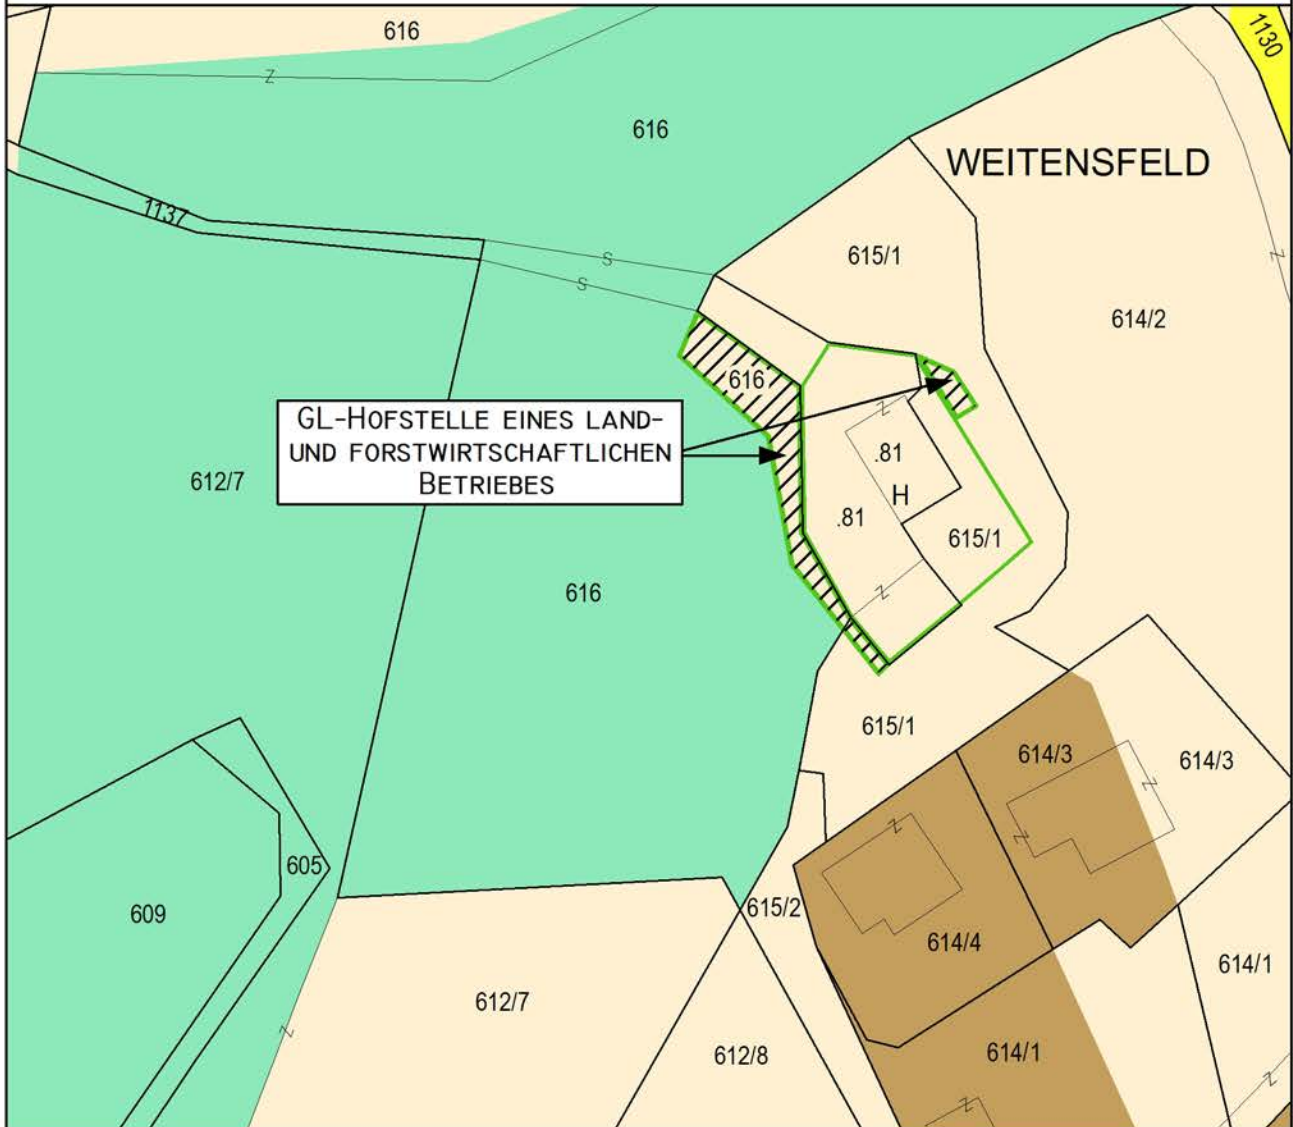 616
1130
Z
616
WEITENSFELD
1137
615/1
Z
S
S
614/2
616
GL-HOFSTELLE EINES LAND-
UND FORSTWIRTSCHAFTLICHEN
BETRIEBES
Z
.81
612/7
H
.81
615/1
616
Z
615/1
614/3
614/3
Z
Z
Z
605
609
615/2
614/4
614/1
612/7
Z
612/8
614/1
Z
Z